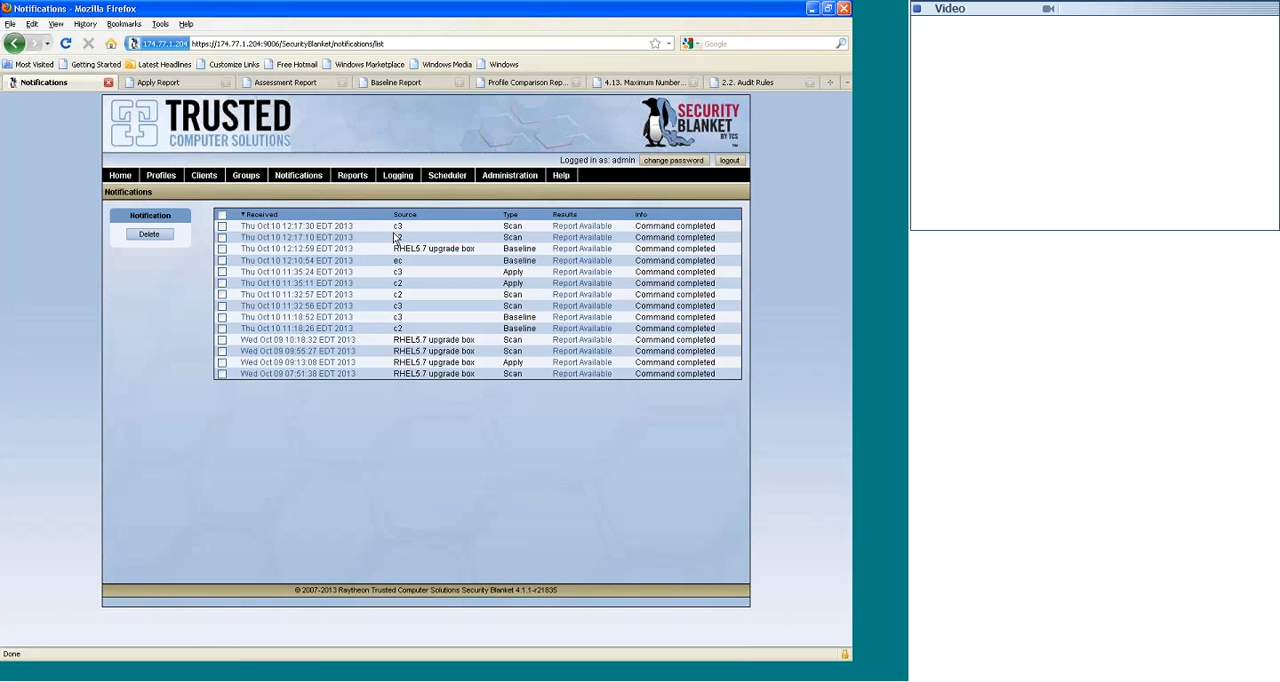 Notifications - Mozilla Firefox
Video
File Edit View History Bookmarks Tools Help
174.77.1.204 https://174.77.1.204:9006/SecurityBlanket/notifications/list
Google
Most Visited Getting Started Latest Headlines Customize Links Free Hotmail Windows Marketplace Windows Media Windows
Notifications Apply Report Assessment Report Baseline Report Profile Comparison Rep... 4.13. Maximum Number... 2.2. Audit Rules
TRUSTED
COMPUTER SOLUTIONS
SECURITY
BLANKET
BY TCS
Logged in as: admin change password logout
Home Profiles Clients Groups Notifications Reports Logging Scheduler Administration Help
Notifications
Notification
Delete
Received Source Type Results Info
Thu Oct 10 12:17:30 EDT 2013 c3 Scan Report Available Command completed
Thu Oct 10 12:17:10 EDT 2013 Scan Report Available Command completed
Thu Oct 10 12:12:59 EDT 2013 RHEL5.7 upgrade box Baseline Report Available Command completed
Thu Oct 10 12:10:54 EDT 2013 ec Baseline Report Available Command completed
Thu Oct 10 11:35:24 EDT 2013 c3 Apply Report Available Command completed
Thu Oct 10 11:35:11 EDT 2013 c2 Apply Report Available Command completed
Thu Oct 10 11:32:57 EDT 2013 c2 Scan Report Available Command completed
Thu Oct 10 11:32:56 EDT 2013 c3 Scan Report Available Command completed
Thu Oct 10 11:18:52 EDT 2013 c3 Baseline Report Available Command completed
Thu Oct 10 11:18:26 EDT 2013 c2 Baseline Report Available Command completed
Wed Oct 09 10:18:32 EDT 2013 RHEL5.7 upgrade box Scan Report Available Command completed
Wed Oct 09 09:55:27 EDT 2013 RHEL5.7 upgrade box Scan Report Available Command completed
Wed Oct 09 09:13:08 EDT 2013 RHEL5.7 upgrade box Apply Report Available Command completed
Wed Oct 09 07:51:38 EDT 2013 RHEL5.7 upgrade box Scan Report Available Command completed
© 2007-2013 Raytheon Trusted Computer Solutions Security Blanket 4.1.1-r21835
Done